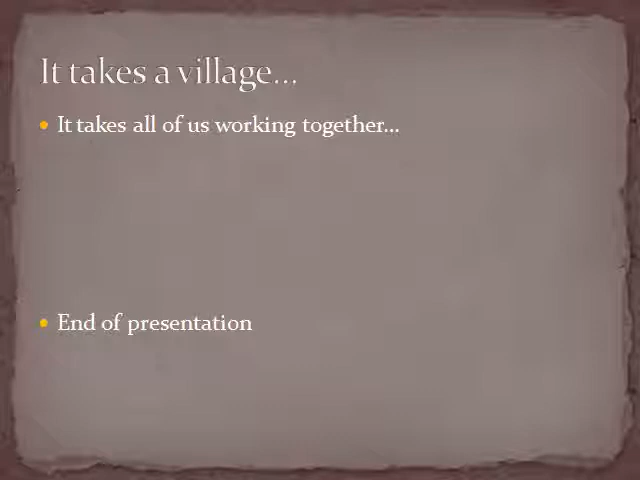 It takes a village...
It takes all of us working together...
End of presentation